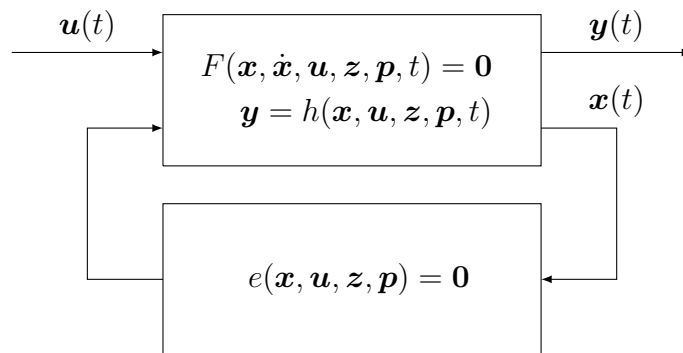 u(t)
y(t)
F(x, ẋ, u, z, p, t) = 0
y = h(x, u, z, p, t)
x(t)
e(x, u, z, p) = 0